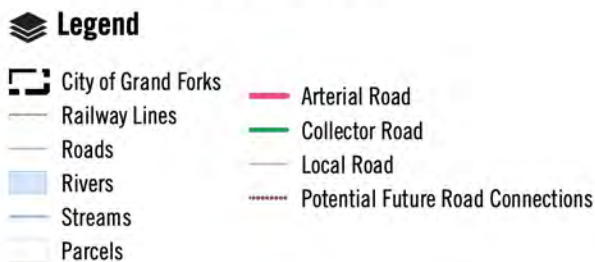 Legend
City of Grand Forks
Railway Lines
Roads
Rivers
Streams
Parcels
Arterial Road
Collector Road
Local Road
Potential Future Road Connections